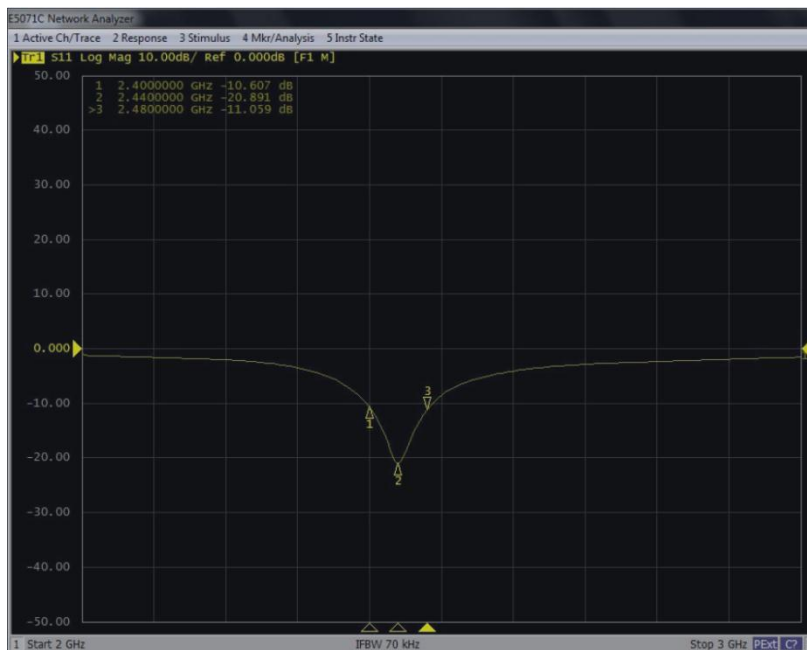 E5071C Network Analyzer
1 Active Ch/Trace 2 Response 3 Stimulus 4 Mkr/Analysis 5 Instr State
Tr1 S11 Log Mag 10.00dB/ Ref 0.000dB [F1 M]
50.00
1 2.4000000 GHz -10.607 dB
2 2.4400000 GHz -20.891 dB
>3 2.4800000 GHz -11.059 dB
40.00
30.00
20.00
10.00
0.000
1
-10.00
3
1
-20.00
2
-30.00
-40.00
-50.00
1 Start 2 GHz IFBW 70 kHz Stop 3 GHz PExt C?